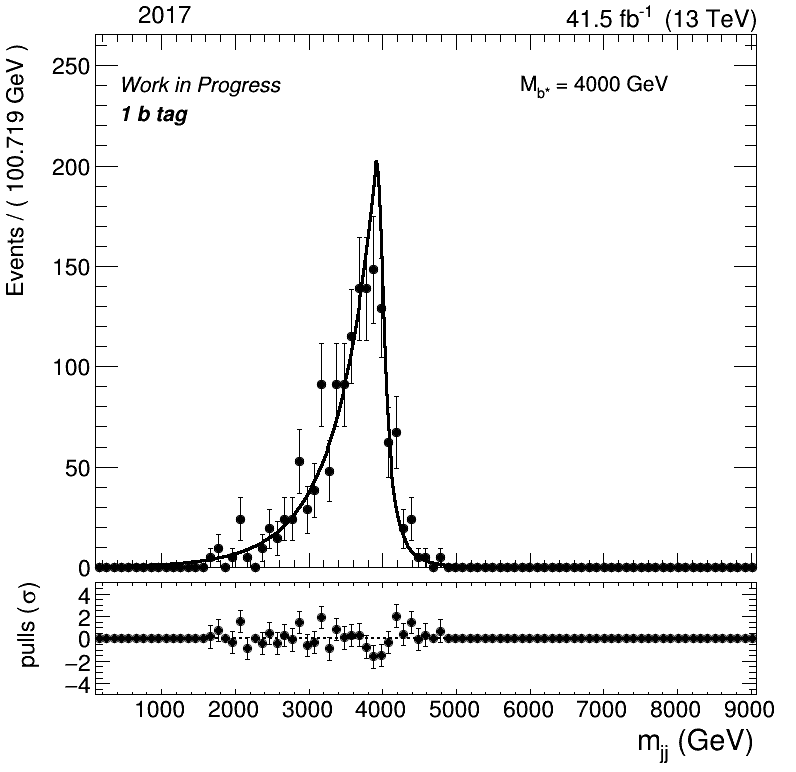 2017 41.5 fb⁻¹ (13 TeV)
Events / ( 100.719 GeV )
250
200
150
100
50
0
Work in Progress
1 b tag
M_b* = 4000 GeV
pulls (σ)
4
2
0
−2
−4
1000 2000 3000 4000 5000 6000 7000 8000 9000
m_jj (GeV)